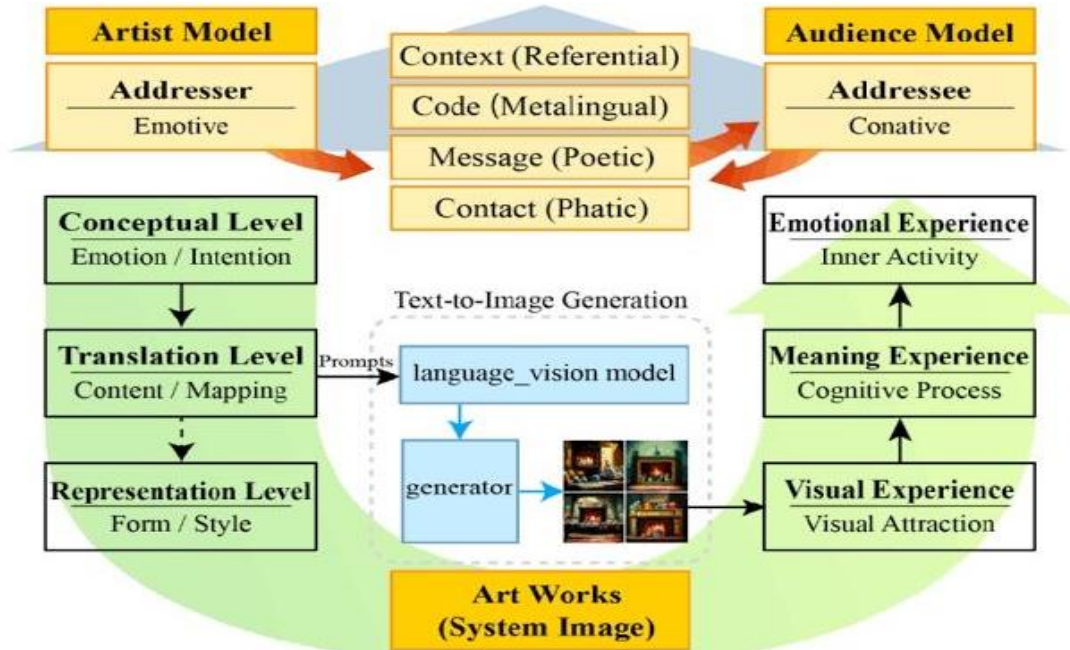 Artist Model
Addresser
Emotive
Context (Referential)
Code (Metalingual)
Message (Poetic)
Contact (Phatic)
Audience Model
Addressee
Conative
Conceptual Level
Emotion / Intention
Translation Level
Content / Mapping
Representation Level
Form / Style
Prompts
Text-to-Image Generation
language_vision model
generator
Emotional Experience
Inner Activity
Meaning Experience
Cognitive Process
Visual Experience
Visual Attraction
Art Works
(System Image)